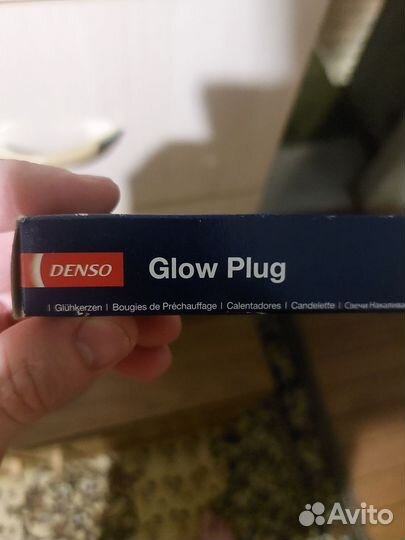 DENSO
Glow Plug
| Glühkerzen | Bougies de Préchauffage | Calentadores | Candelette | Свечи Накалива
Avito